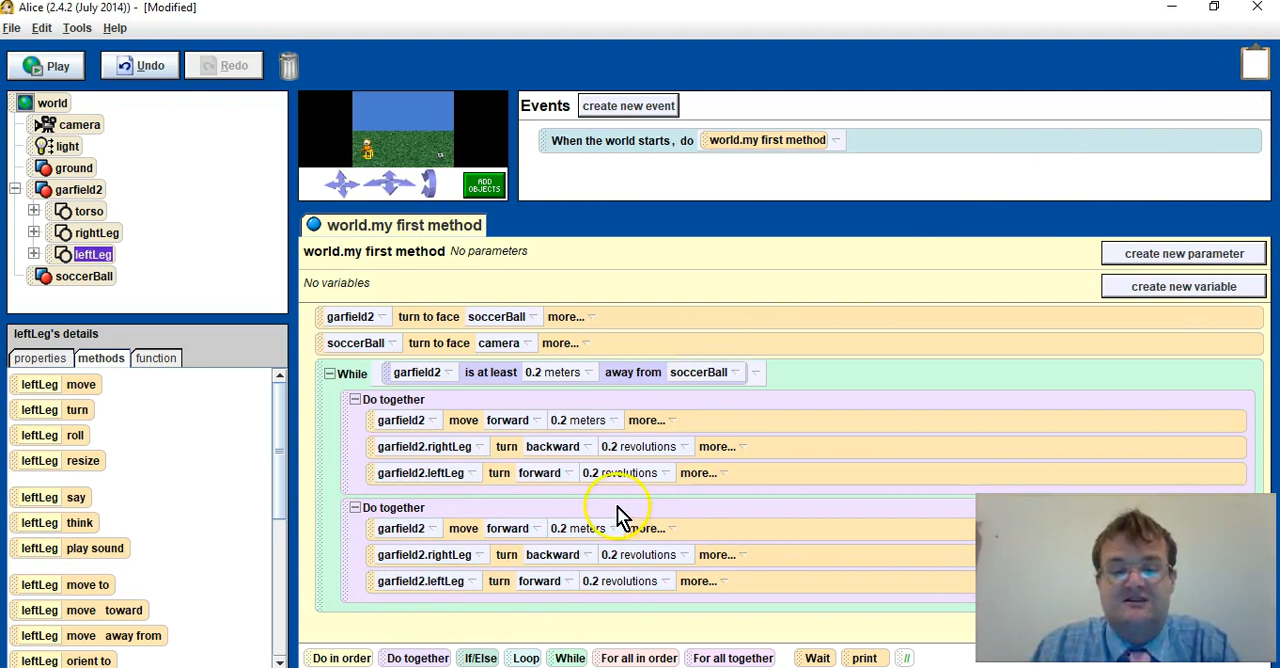 Alice (2.4.2 (July 2014)) - [Modified]
File Edit Tools Help
Play Undo Redo
world
camera
light
ground
garfield2
torso
rightLeg
leftLeg
soccerBall
ADD OBJECTS
Events create new event
When the world starts, do world.my first method
leftLeg's details
properties methods function
leftLeg move
leftLeg turn
leftLeg roll
leftLeg resize
leftLeg say
leftLeg think
leftLeg play sound
leftLeg move to
leftLeg move toward
leftLeg move away from
leftLeg orient to
world.my first method
world.my first method No parameters create new parameter
No variables create new variable
garfield2 turn to face soccerBall more...
soccerBall turn to face camera more...
While garfield2 is at least 0.2 meters away from soccerBall
Do together
garfield2 move forward 0.2 meters more...
garfield2.rightLeg turn backward 0.2 revolutions more...
garfield2.leftLeg turn forward 0.2 revolutions more...
Do together
garfield2 move forward 0.2 meters more...
garfield2.rightLeg turn backward 0.2 revolutions more...
garfield2.leftLeg turn forward 0.2 revolutions more...
Do in order Do together If/Else Loop While For all in order For all together Wait print //